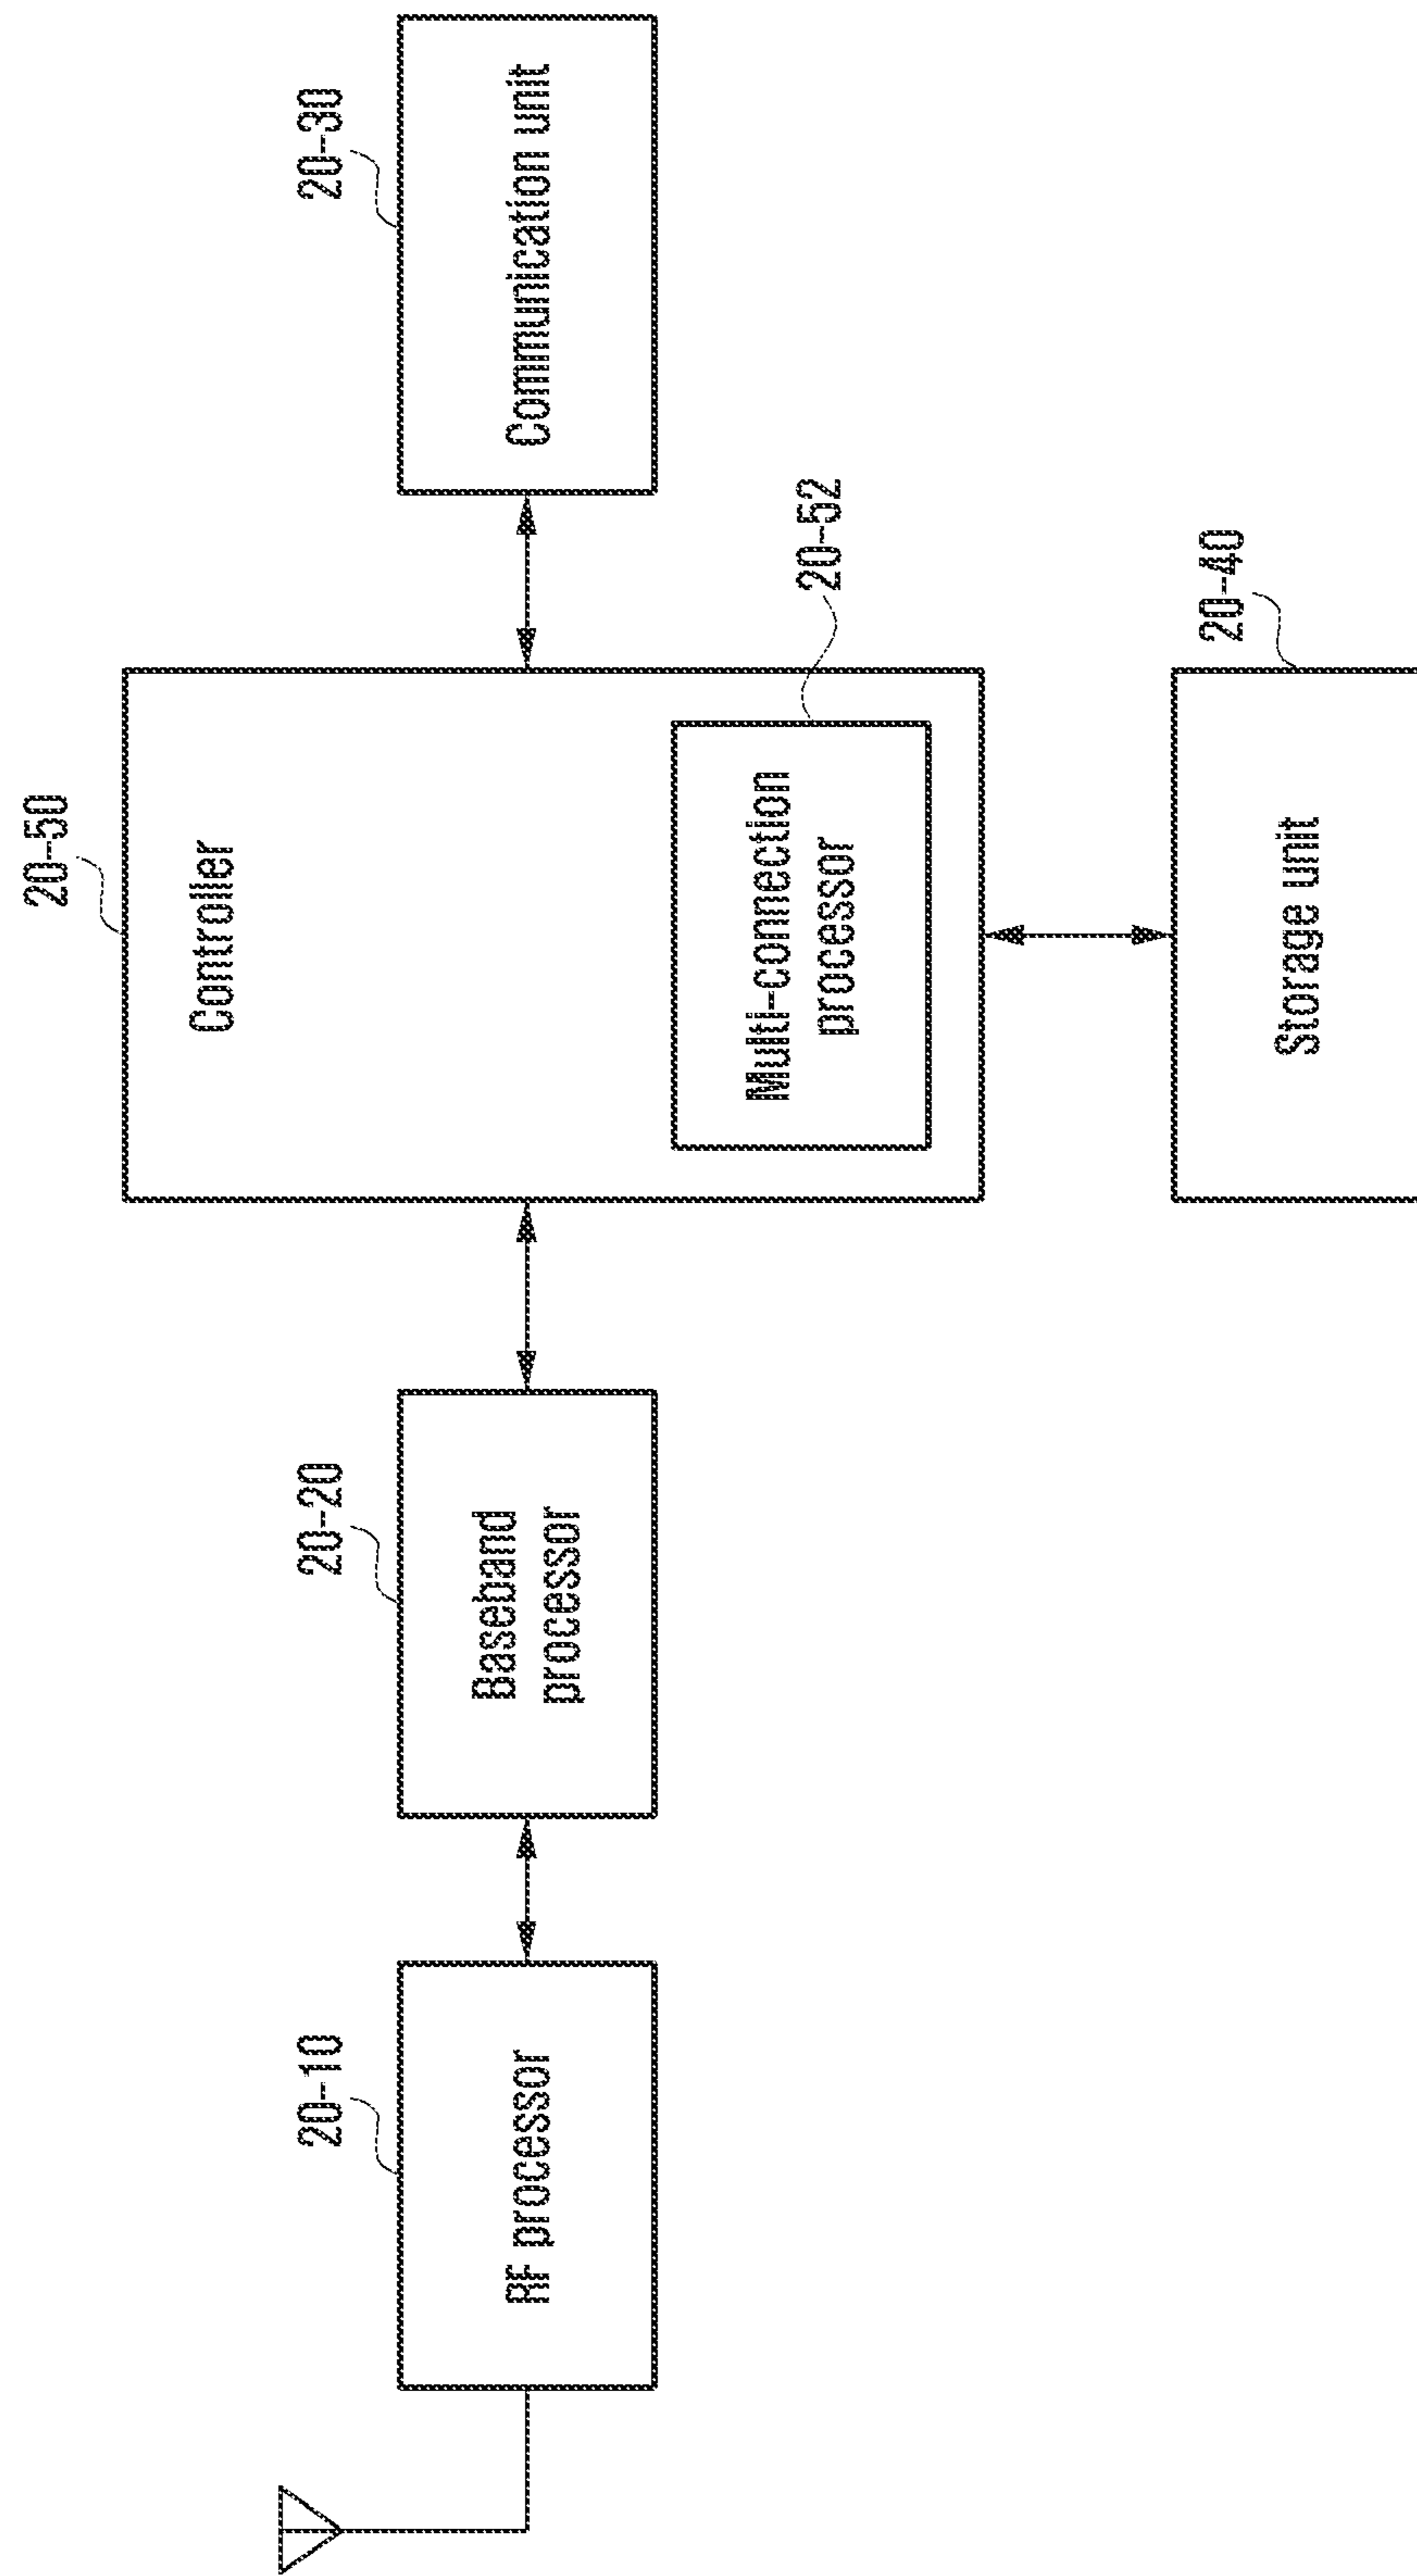 20-50
Controller
20-10
20-20
20-30
RF processor
Baseband
processor
Communication unit
Multi-connection
processor
20-52
20-40
Storage unit